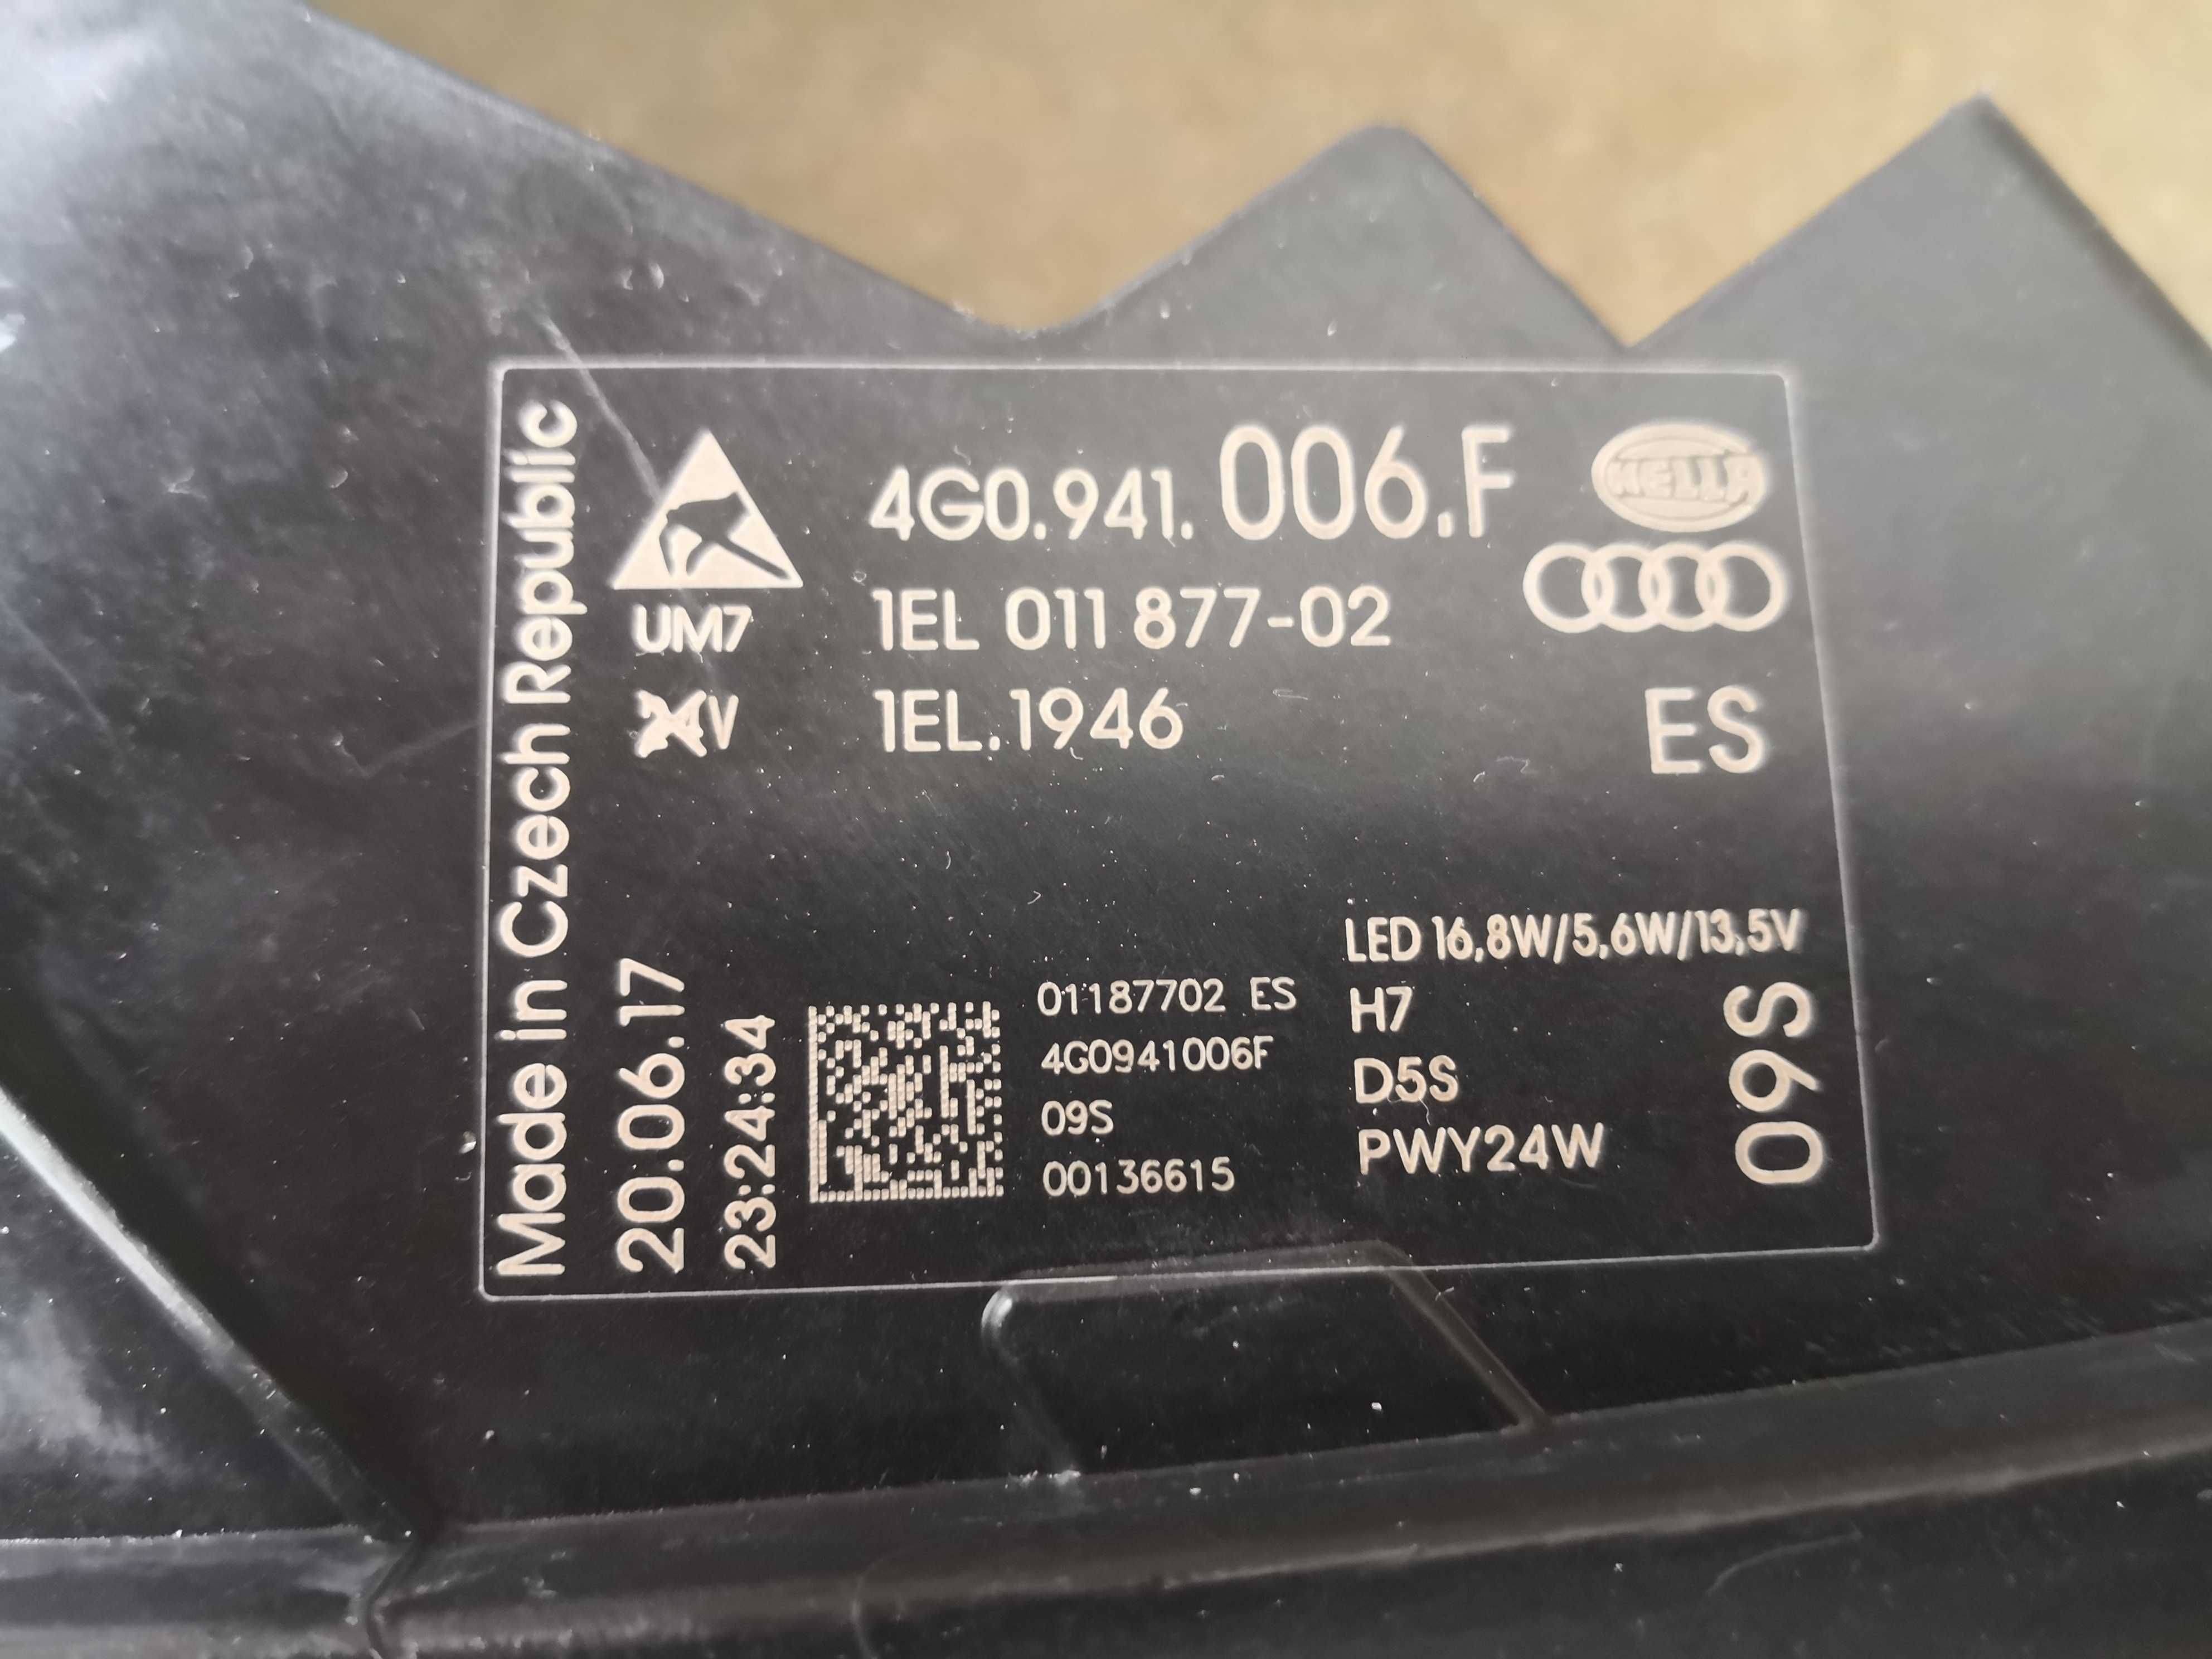 Made in Czech Republic
4G0.941.006.F
HELLA
1EL 011 877-02
UM7
1EL.1946
24V
ES
20.06.17
23:24:34
LED 16,8W/5,6W/13,5V
H7
D5S
PWY24W
01187702 ES
4G0941006F
09S
00136615
09S